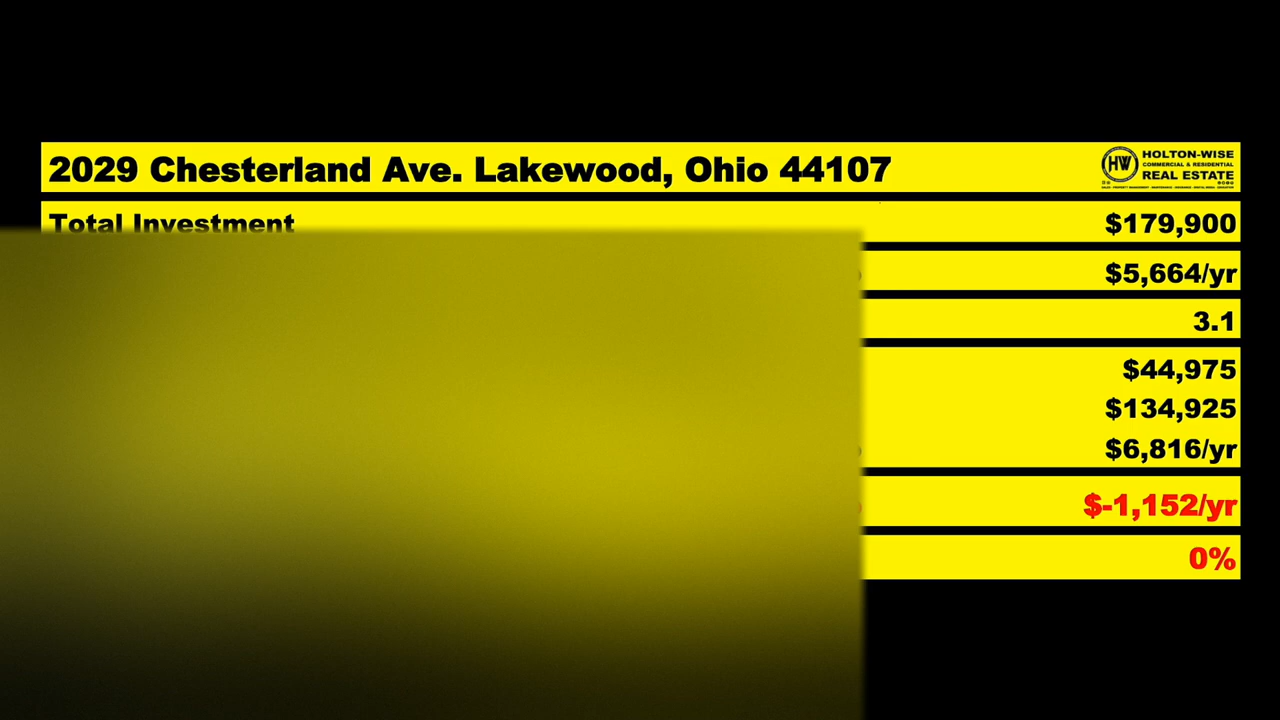 2029 Chesterland Ave. Lakewood, Ohio 44107
HW
HOLTON-WISE
COMMERCIAL & RESIDENTIAL
REAL ESTATE
Total Investment $179,900
$5,664/yr
3.1
$44,975
$134,925
$6,816/yr
$-1,152/yr
0%